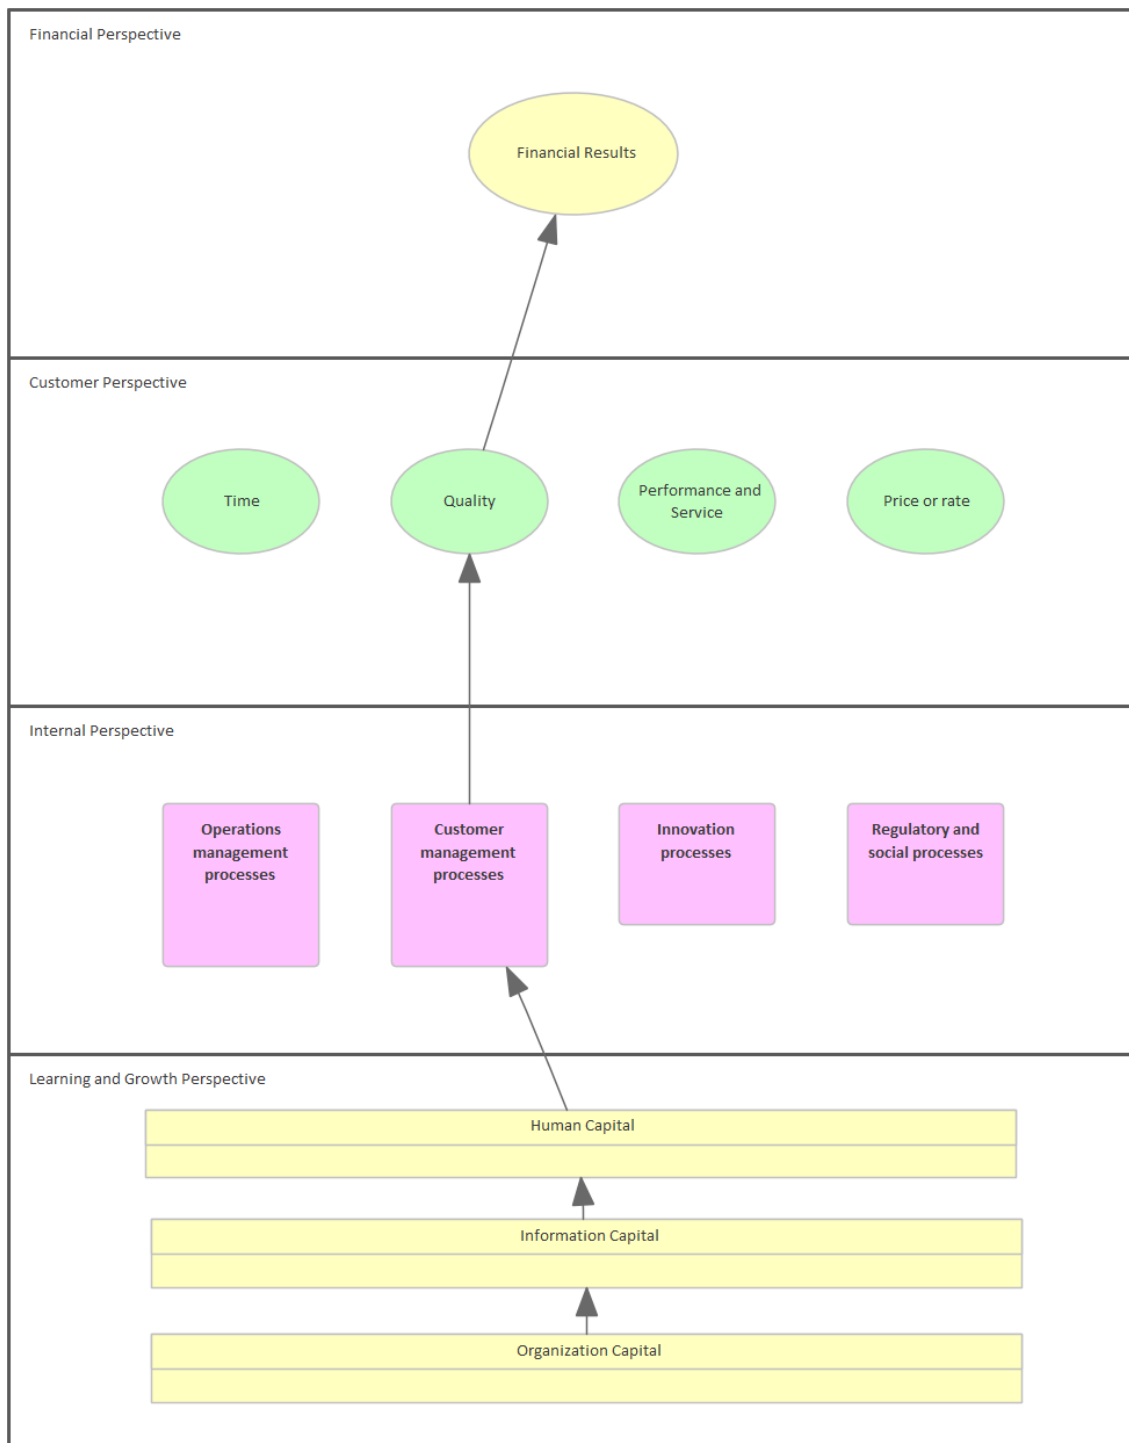 Financial Perspective
Financial Results
Customer Perspective
Time
Quality
Performance and
Service
Price or rate
Internal Perspective
Operations
management
processes
Customer
management
processes
Innovation
processes
Regulatory and
social processes
Learning and Growth Perspective
Human Capital
Information Capital
Organization Capital